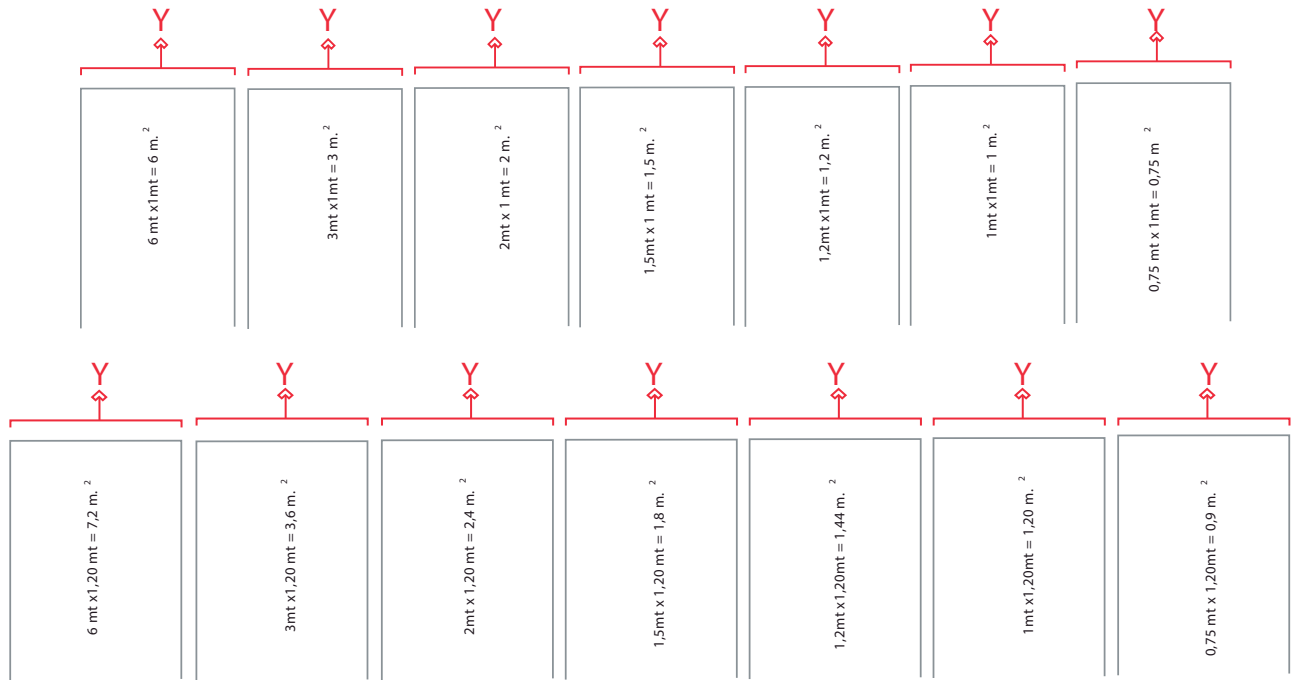 Y Y Y Y Y Y Y
6 mt x1mt = 6 m. 2
3mt x1mt = 3 m. 2
2mt x 1 mt = 2 m. 2
1,5mt x 1 mt = 1,5 m. 2
1,2mt x1mt = 1,2 m. 2
1mt x1mt = 1 m. 2
0,75 mt x 1mt = 0,75 m 2
Y Y Y Y Y Y Y
6 mt x1,20 mt = 7,2 m. 2
3mt x1,20 mt = 3,6 m. 2
2mt x 1,20 mt = 2,4 m. 2
1,5mt x 1,20 mt = 1,8 m. 2
1,2mt x1,20mt = 1,44 m. 2
1mt x1,20mt = 1,20 m. 2
0,75 mt x 1,20mt = 0,9 m. 2